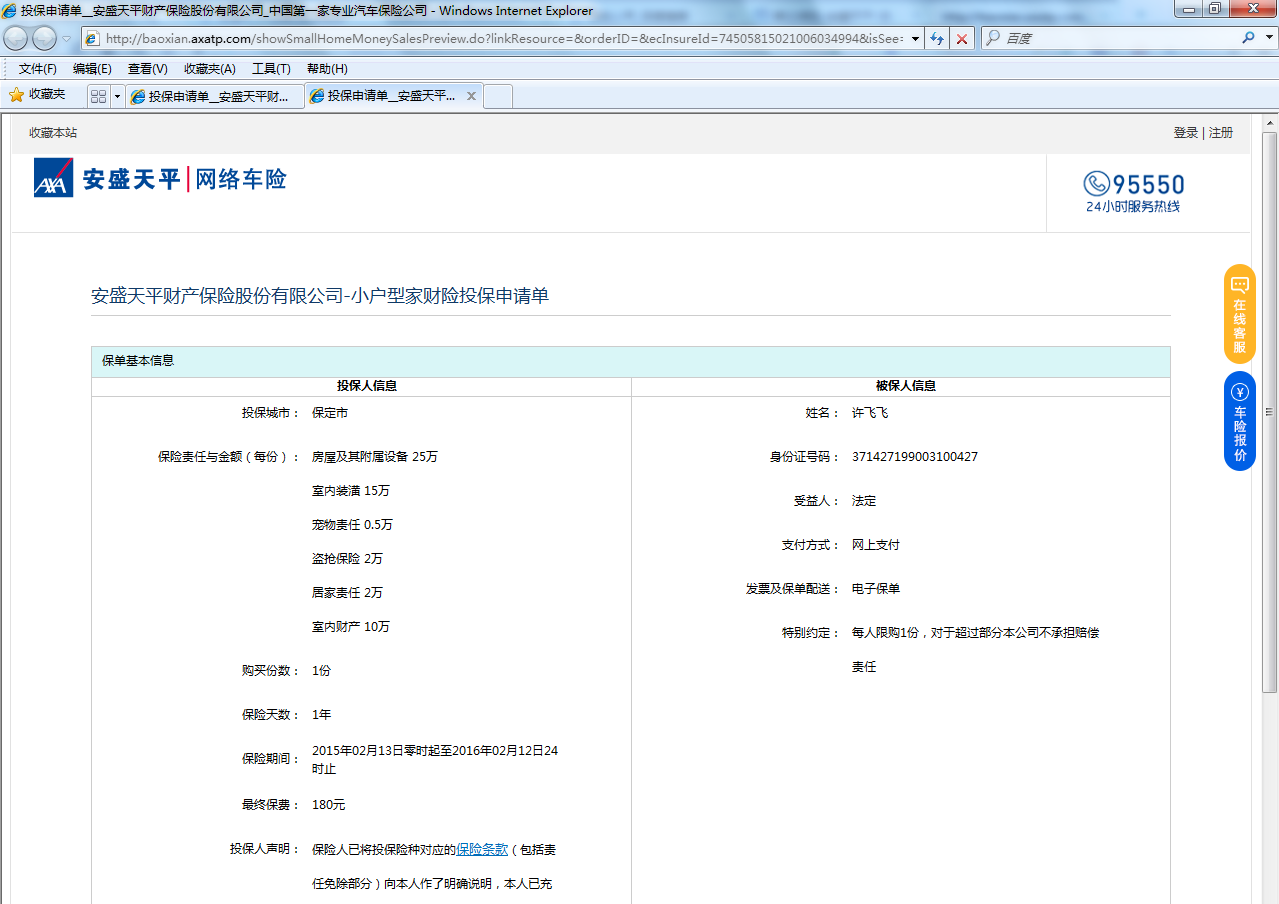 投保申请单__安盛天平财产保险股份有限公司_中国第一家专业汽车保险公司 - Windows Internet Explorer
http://baoxian.axatp.com/showSmallHomeMoneySalesPreview.do?linkResource=&orderID=&ecInsureId=74505815021006034994&isSee=
百度
文件(F) 编辑(E) 查看(V) 收藏夹(A) 工具(T) 帮助(H)
收藏夹 投保申请单__安盛天平财... 投保申请单__安盛天平...
收藏本站 登录 | 注册
AXA 安盛天平 | 网络车险
95550
24小时服务热线
安盛天平财产保险股份有限公司-小户型家财险投保申请单
在线客服
车险报价
保单基本信息
投保人信息
投保城市： 保定市
保险责任与金额（每份）： 房屋及其附属设备 25万
室内装潢 15万
宠物责任 0.5万
盗抢保险 2万
居家责任 2万
室内财产 10万
购买份数： 1份
保险天数： 1年
保险期间： 2015年02月13日零时起至2016年02月12日24
时止
最终保费： 180元
投保人声明： 保险人已将投保险种对应的保险条款（包括责
任免除部分）向本人作了明确说明，本人已充
被保人信息
姓名： 许飞飞
身份证号码： 371427199003100427
受益人： 法定
支付方式： 网上支付
发票及保单配送： 电子保单
特别约定： 每人限购1份，对于超过部分本公司不承担赔偿
责任